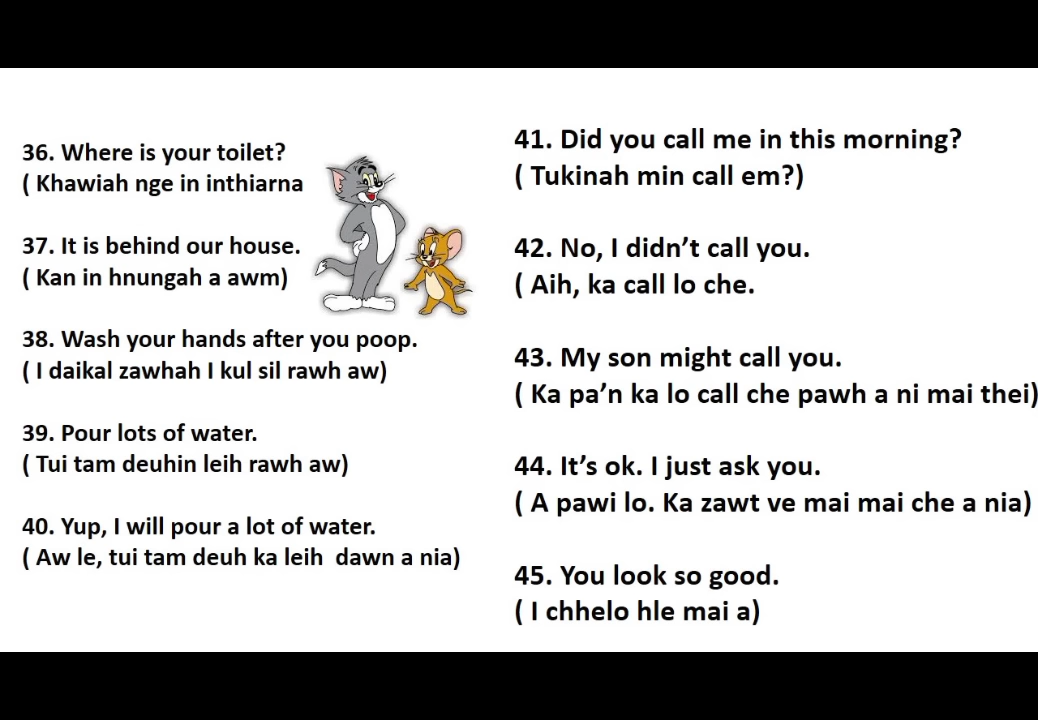 36. Where is your toilet?
( Khawiah nge in inthiarna
37. It is behind our house.
( Kan in hnungah a awm)
38. Wash your hands after you poop.
( I daikal zawhah I kul sil rawh aw)
39. Pour lots of water.
( Tui tam deuhin leih rawh aw)
40. Yup, I will pour a lot of water.
( Aw le, tui tam deuh ka leih dawn a nia)
41. Did you call me in this morning?
( Tukinah min call em?)
42. No, I didn't call you.
( Aih, ka call lo che.
43. My son might call you.
( Ka pa'n ka lo call che pawh a ni mai thei)
44. It's ok. I just ask you.
( A pawi lo. Ka zawt ve mai mai che a nia)
45. You look so good.
( I chhelo hle mai a)